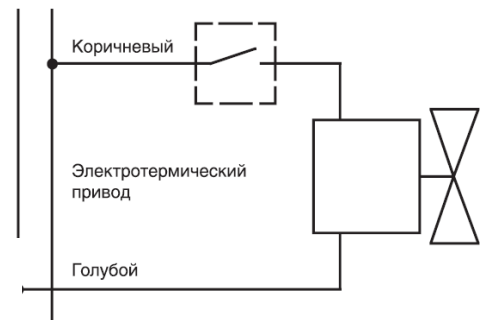 Коричневый
Электротермический
привод
Голубой